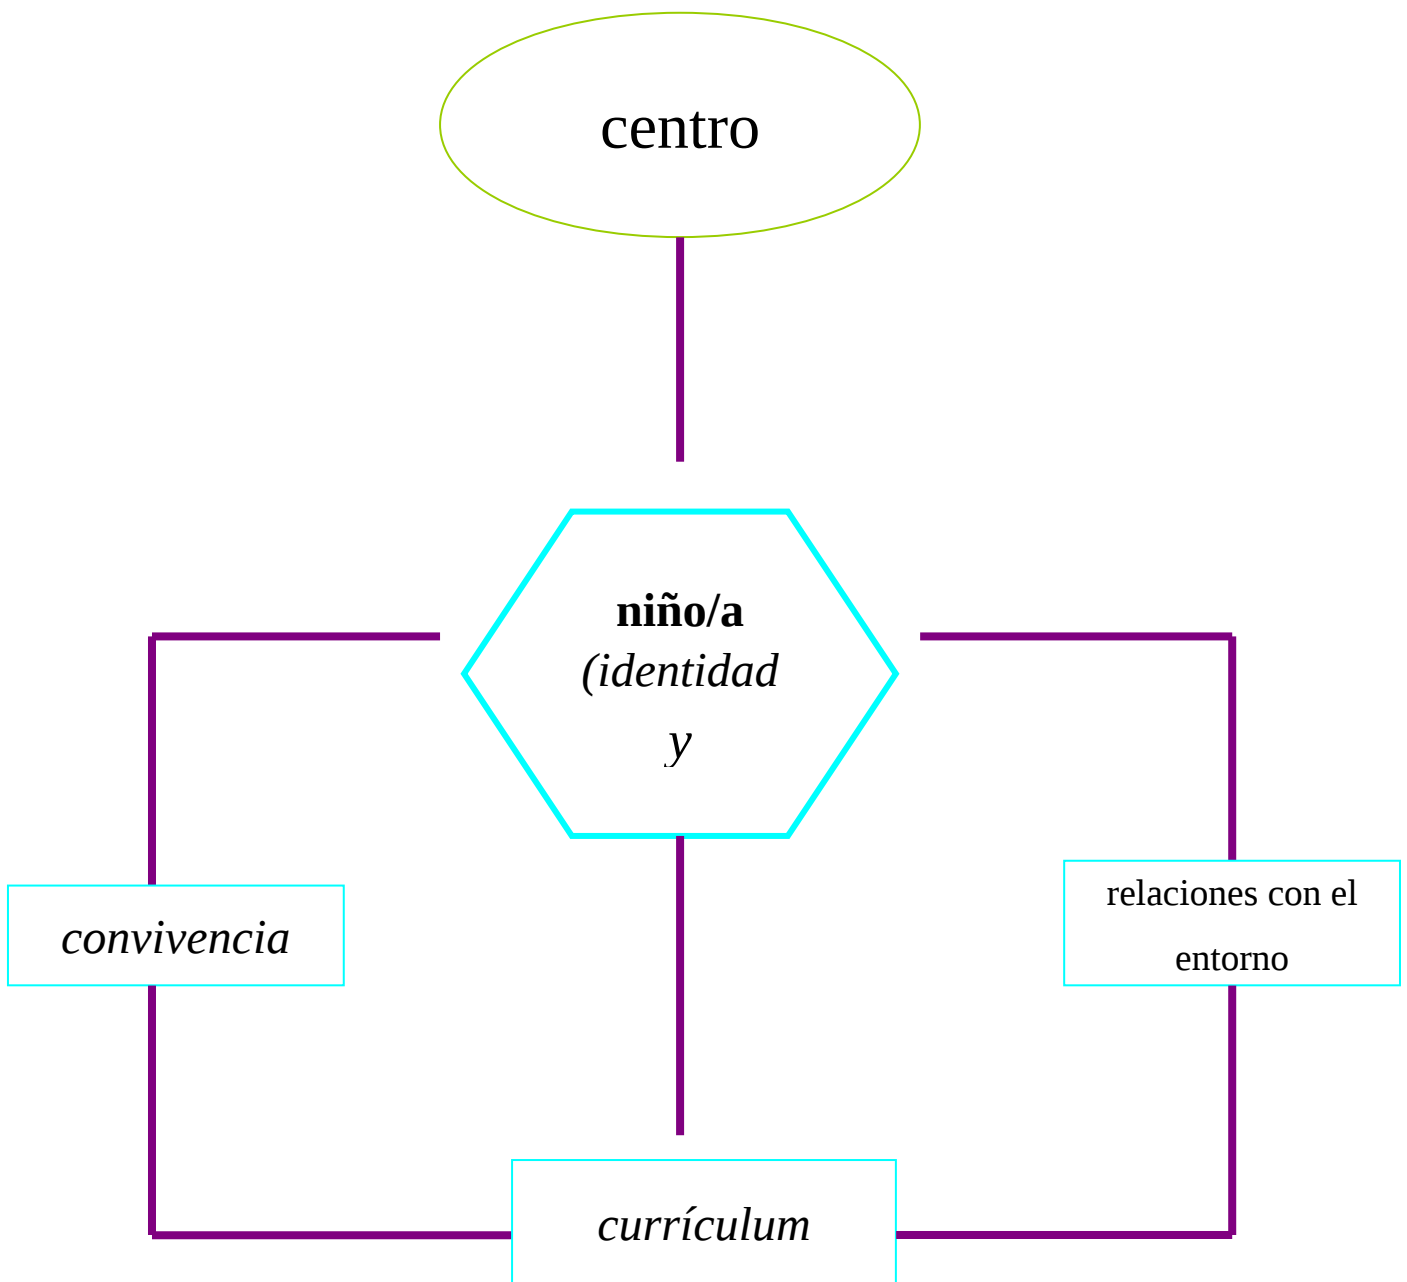 centro
niño/a
(identidad
y
convivencia
relaciones con el
entorno
currículum